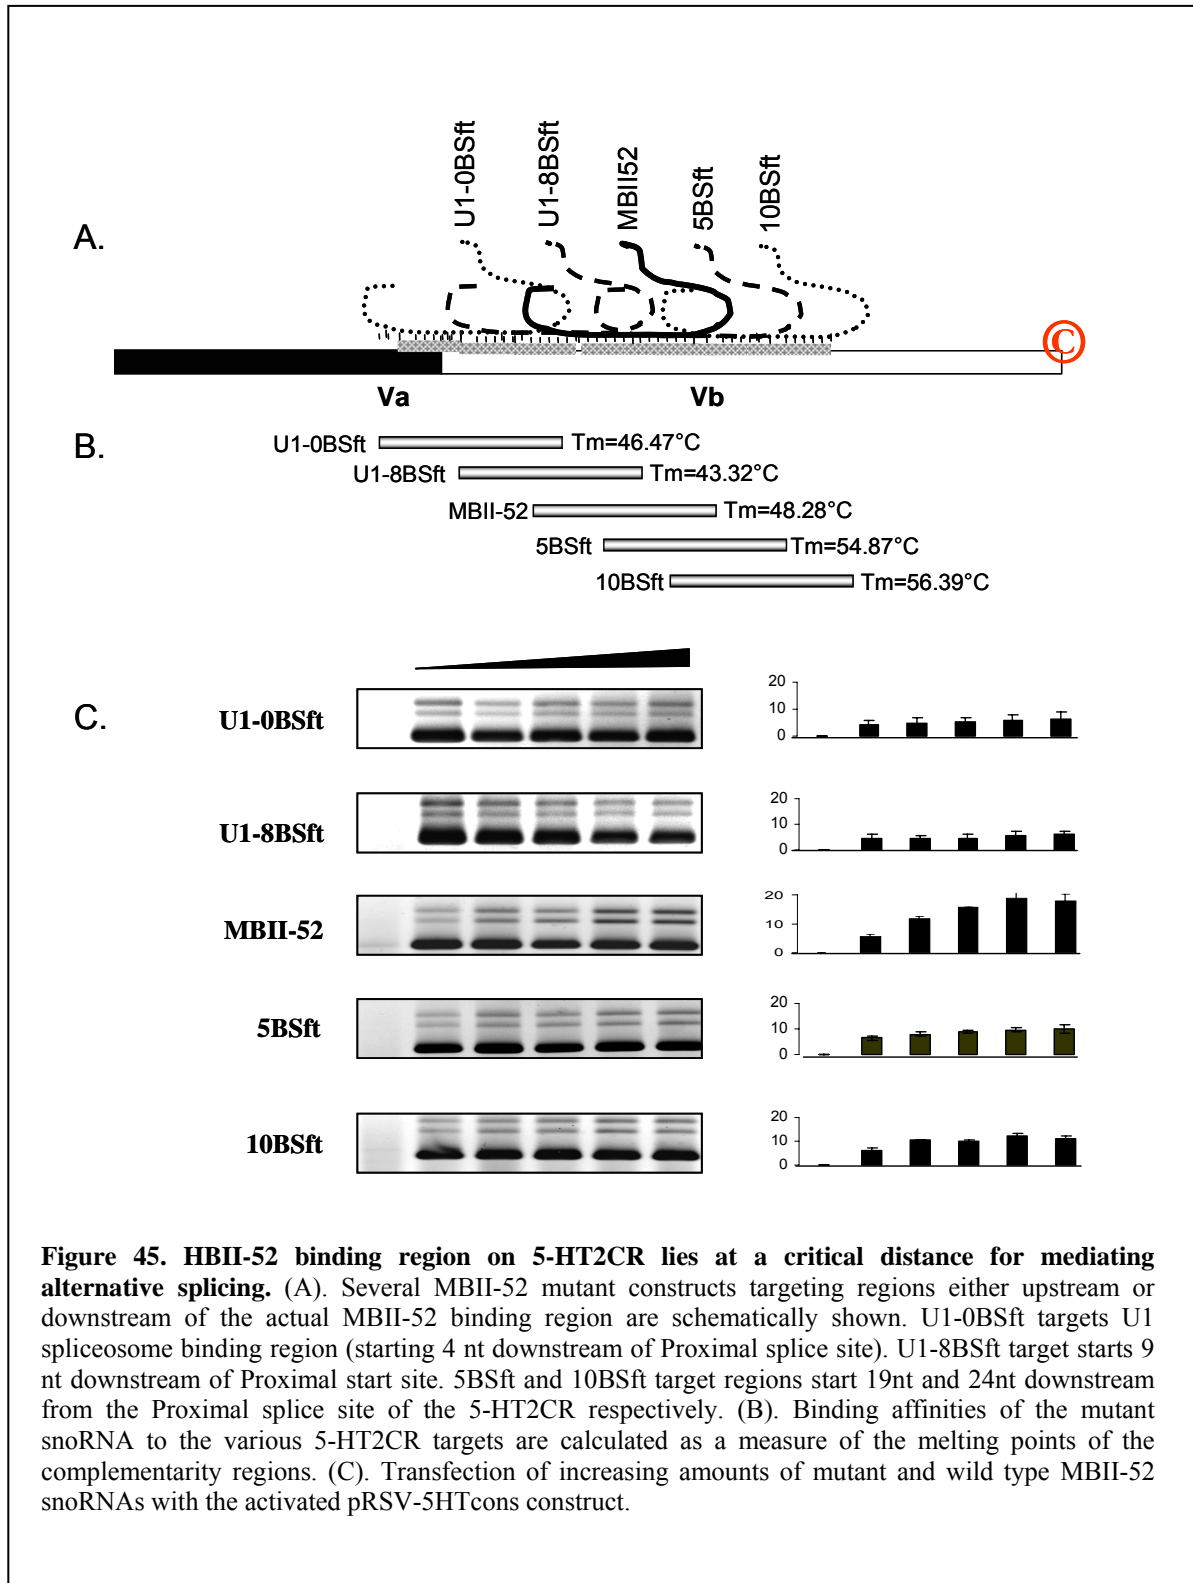 U1-0BSft
U1-8BSft
MBII52
5BSft
10BSft
A.
©
Va
Vb
B.
U1-0BSft Tm=46.47°C
U1-8BSft Tm=43.32°C
MBII-52 Tm=48.28°C
5BSft Tm=54.87°C
10BSft Tm=56.39°C
C.
U1-0BSft
20
10
0
U1-8BSft
20
10
0
MBII-52
20
10
0
5BSft
20
10
0
10BSft
20
10
0
Figure 45. HBII-52 binding region on 5-HT2CR lies at a critical distance for mediating
alternative splicing. (A). Several MBII-52 mutant constructs targeting regions either upstream or
downstream of the actual MBII-52 binding region are schematically shown. U1-0BSft targets U1
spliceosome binding region (starting 4 nt downstream of Proximal splice site). U1-8BSft target starts 9
nt downstream of Proximal start site. 5BSft and 10BSft target regions start 19nt and 24nt downstream
from the Proximal splice site of the 5-HT2CR respectively. (B). Binding affinities of the mutant
snoRNA to the various 5-HT2CR targets are calculated as a measure of the melting points of the
complementarity regions. (C). Transfection of increasing amounts of mutant and wild type MBII-52
snoRNAs with the activated pRSV-5HTcons construct.